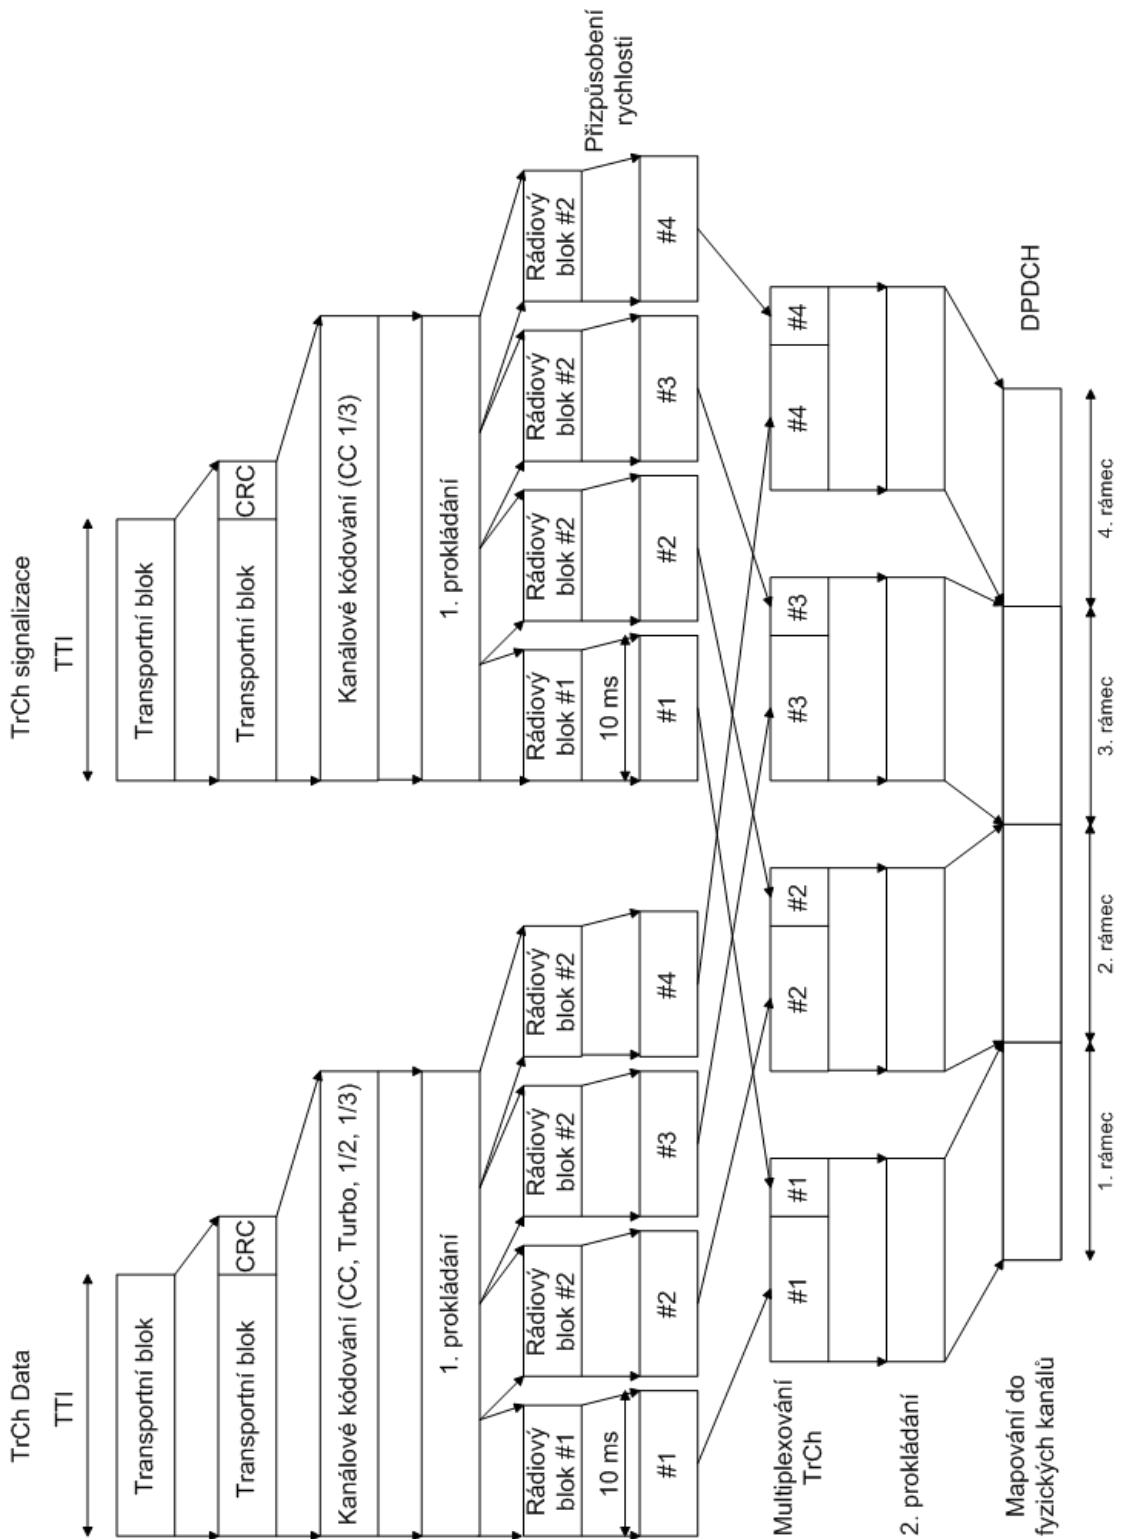 TrCh Data
TrCh signalizace
TTI
TTI
Transportní blok
Transportní blok
Transportní blok
CRC
Transportní blok
CRC
Kanálové kódování (CC, Turbo, 1/2, 1/3)
Kanálové kódování (CC 1/3)
1. prokládání
1. prokládání
Rádiový
blok #1
Rádiový
blok #2
Rádiový
blok #2
Rádiový
blok #2
Rádiový
blok #1
Rádiový
blok #2
Rádiový
blok #2
Rádiový
blok #2
10 ms
10 ms
Přizpůsobení
rychlosti
#1
#2
#3
#4
#1
#2
#3
#4
Multiplexování
TrCh
#1
#1
#2
#2
#3
#3
#4
#4
2. prokládání
Mapování do
fyzických kanálů
DPDCH
1. rámec
2. rámec
3. rámec
4. rámec